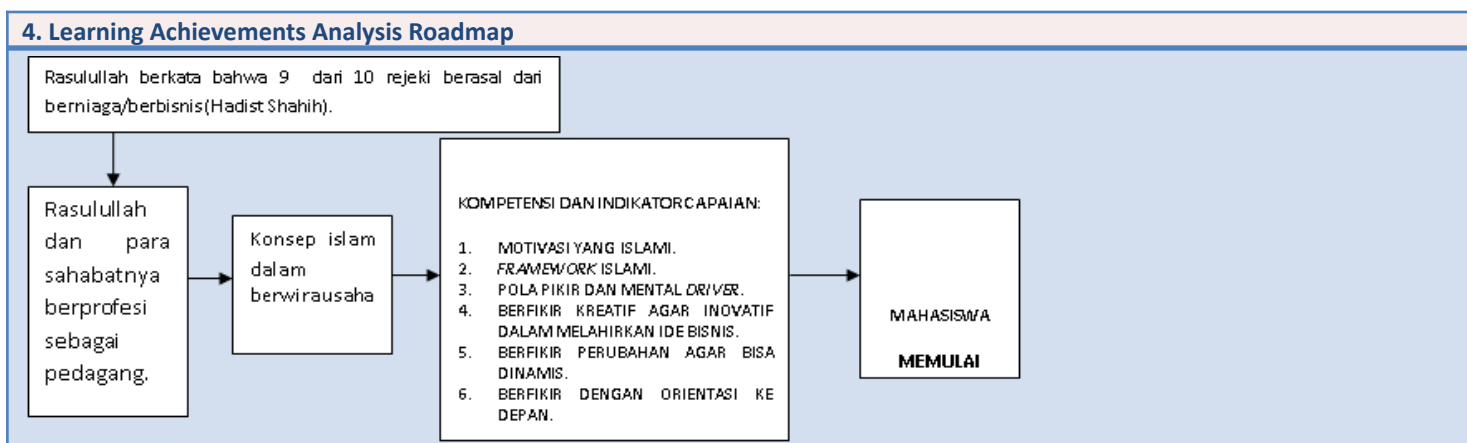 4. Learning Achievements Analysis Roadmap
Rasulullah berkata bahwa 9 dari 10 rejeki berasal dari
berniaga/berbisnis(Hadist Shahih).
Rasulullah
dan para
sahabatnya
berprofesi
sebagai
pedagang.
Konsep islam
dalam
berwirausaha
KOMPETENSI DAN INDIKATOR CAPAIAN:
1. MOTIVASI YANG ISLAMI.
2. FRAMEWORK ISLAMI.
3. POLA PIKIR DAN MENTAL DRIVER.
4. BERFIKIR KREATIF AGAR INOVATIF
DALAM MELAHIRKAN IDE BISNIS.
5. BERFIKIR PERUBAHAN AGAR BISA
DINAMIS.
6. BERFIKIR DENGAN ORIENTASI KE
DEPAN.
MAHASISWA
MEMULAI